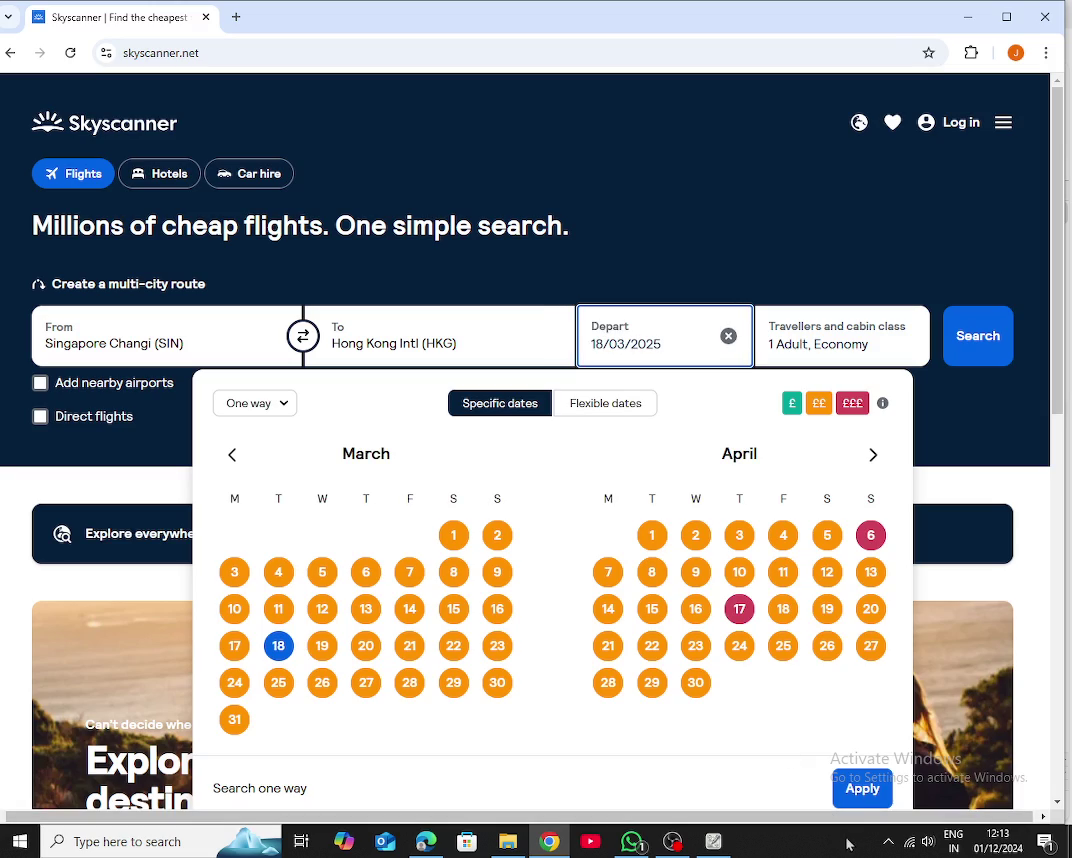 Skyscanner | Find the cheapest
skyscanner.net
J
Skyscanner
Log in
Flights
Hotels
Car hire
Millions of cheap flights. One simple search.
Create a multi-city route
From
Singapore Changi (SIN)
To
Hong Kong Intl (HKG)
Depart
18/03/2025
Travellers and cabin class
1 Adult, Economy
Search
Add nearby airports
Direct flights
One way
Specific dates
Flexible dates
£
££
£££
March
M T W T F S S
1 2
3 4 5 6 7 8 9
10 11 12 13 14 15 16
17 18 19 20 21 22 23
24 25 26 27 28 29 30
31
April
M T W T F S S
1 2 3 4 5 6
7 8 9 10 11 12 13
14 15 16 17 18 19 20
21 22 23 24 25 26 27
28 29 30
Explore everywhe
Can't decide whe
Explor
destin
Search one way
Apply
Activate Windows
Go to Settings to activate Windows.
Type here to search
1
ENG
IN
12:13
01/12/2024
1